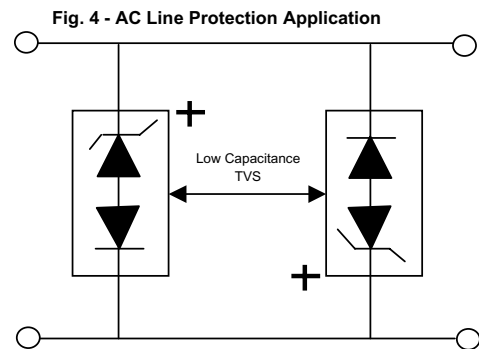 Fig. 4 - AC Line Protection Application
+
Low Capacitance
TVS
+